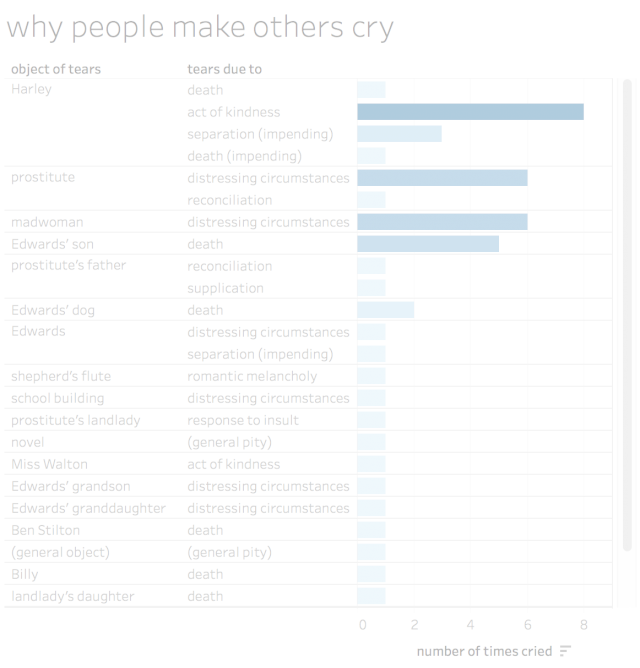 why people make others cry
object of tears tears due to
Harley death
act of kindness
separation (impending)
death (impending)
prostitute distressing circumstances
reconciliation
madwoman distressing circumstances
Edwards' son death
prostitute's father reconciliation
supplication
Edwards' dog death
Edwards distressing circumstances
separation (impending)
shepherd's flute romantic melancholy
school building distressing circumstances
prostitute's landlady response to insult
novel (general pity)
Miss Walton act of kindness
Edwards' grandson distressing circumstances
Edwards' granddaughter distressing circumstances
Ben Stilton death
(general object) (general pity)
Billy death
landlady's daughter death
0 2 4 6 8
number of times cried